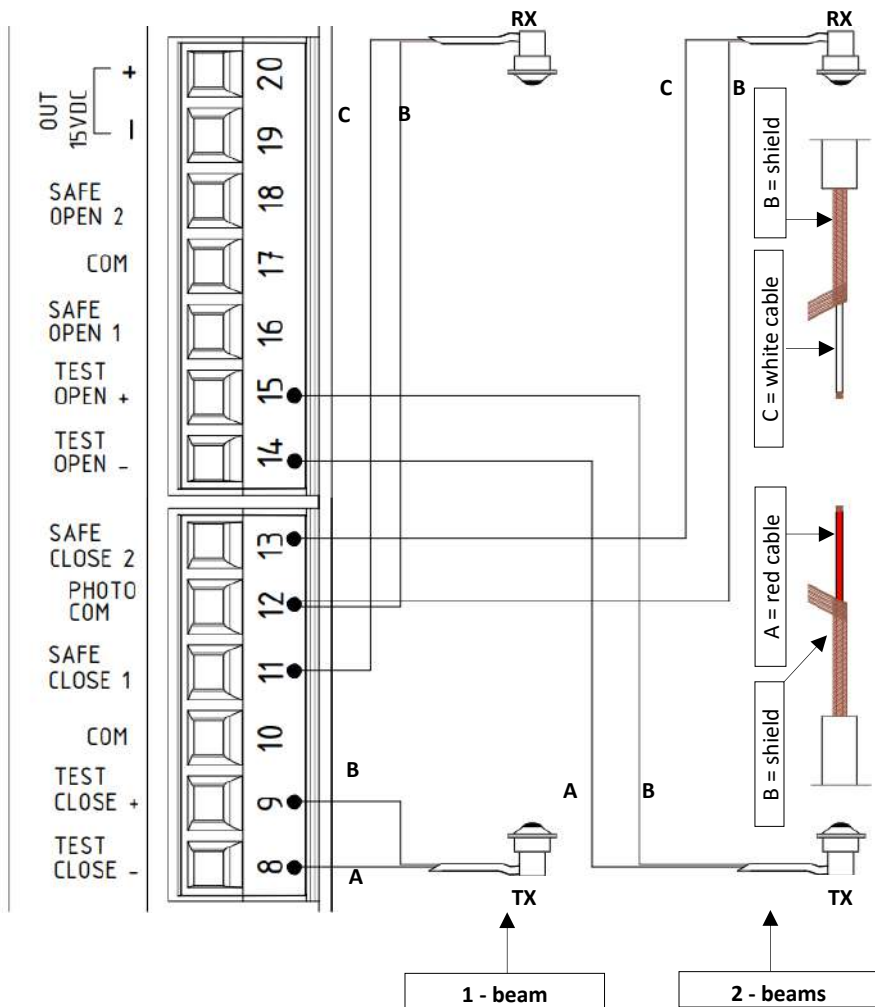 RX
RX
+
20
OUT
15VDC
–
19
C
B
C
B
SAFE
OPEN 2
18
COM
17
SAFE
OPEN 1
16
TEST
OPEN +
15
TEST
OPEN -
14
B = shield
C = white cable
SAFE
CLOSE 2
13
PHOTO
COM
12
SAFE
CLOSE 1
11
COM
10
A = red cable
B = shield
TEST
CLOSE +
9
B
A
B
TEST
CLOSE -
8
A
TX
TX
1 - beam
2 - beams